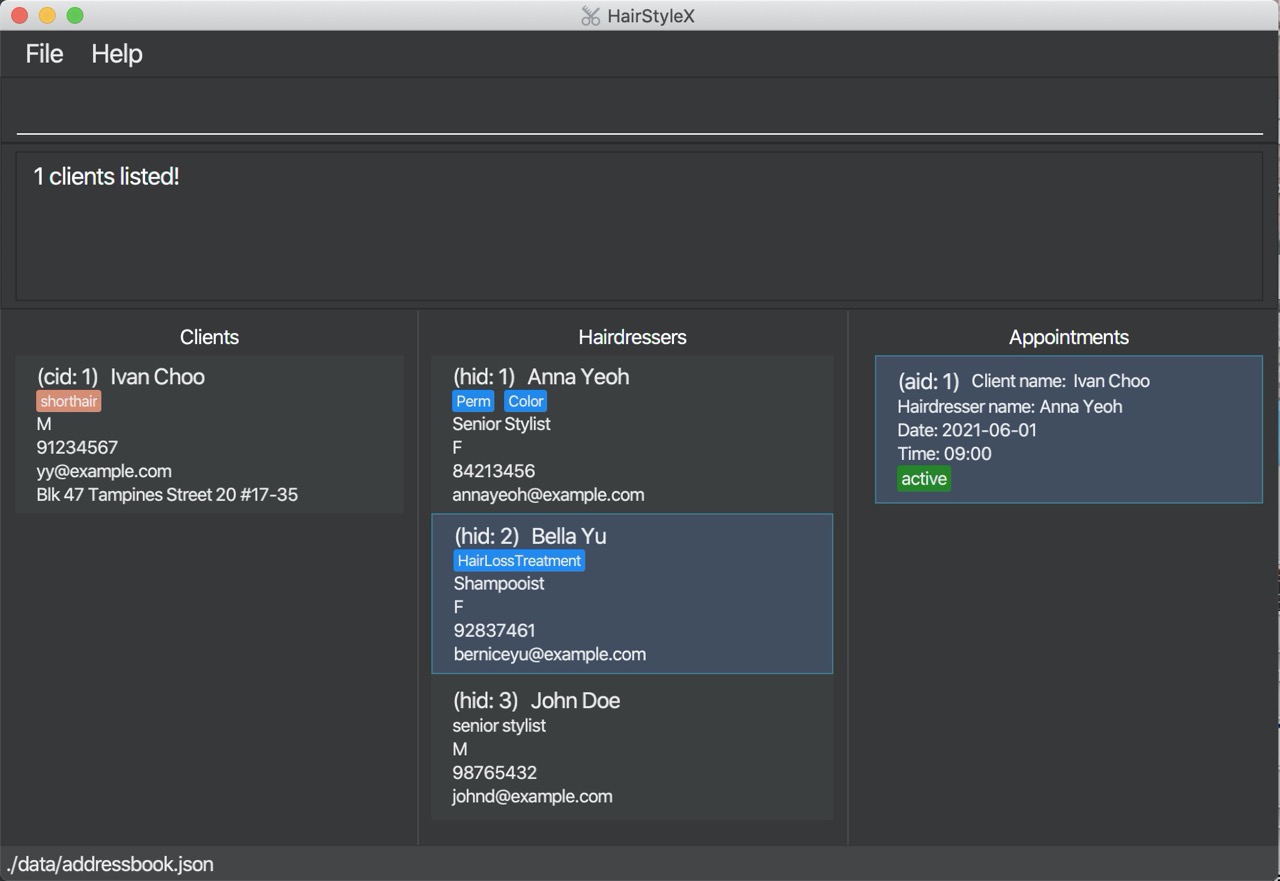 HairStyleX
File Help
1 clients listed!
Clients
(cid: 1) Ivan Choo
shorthair
M
91234567
yy@example.com
Blk 47 Tampines Street 20 #17-35
Hairdressers
(hid: 1) Anna Yeoh
Perm Color
Senior Stylist
F
84213456
annayeoh@example.com
(hid: 2) Bella Yu
HairLossTreatment
Shampooist
F
92837461
berniceyu@example.com
(hid: 3) John Doe
senior stylist
M
98765432
johnd@example.com
Appointments
(aid: 1) Client name: Ivan Choo
Hairdresser name: Anna Yeoh
Date: 2021-06-01
Time: 09:00
active
./data/addressbook.json